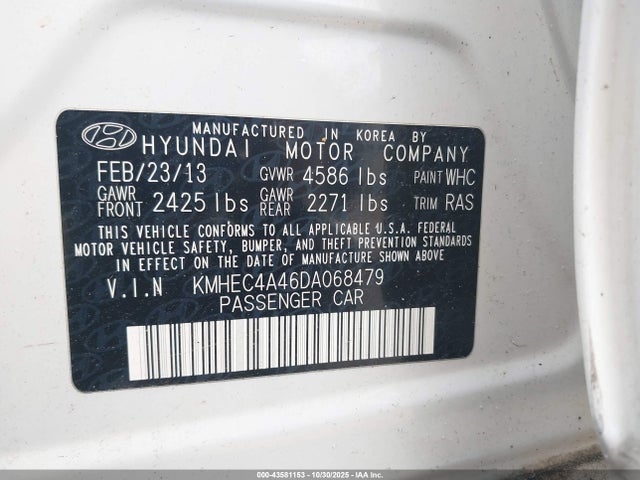 MANUFACTURED IN KOREA BY
HYUNDAI MOTOR COMPANY
FEB/23/13 GVWR 4586 lbs PAINT WHC
GAWR FRONT 2425 lbs GAWR REAR 2271 lbs TRIM RAS
THIS VEHICLE CONFORMS TO ALL APPLICABLE U.S.A. FEDERAL
MOTOR VEHICLE SAFETY, BUMPER, AND THEFT PREVENTION STANDARDS
IN EFFECT ON THE DATE OF MANUFACTURE SHOWN ABOVE
V.I.N KMHEC4A46DA068479
PASSENGER CAR
000-43581153 - 10/30/2025 - Copyright © IAA Inc.